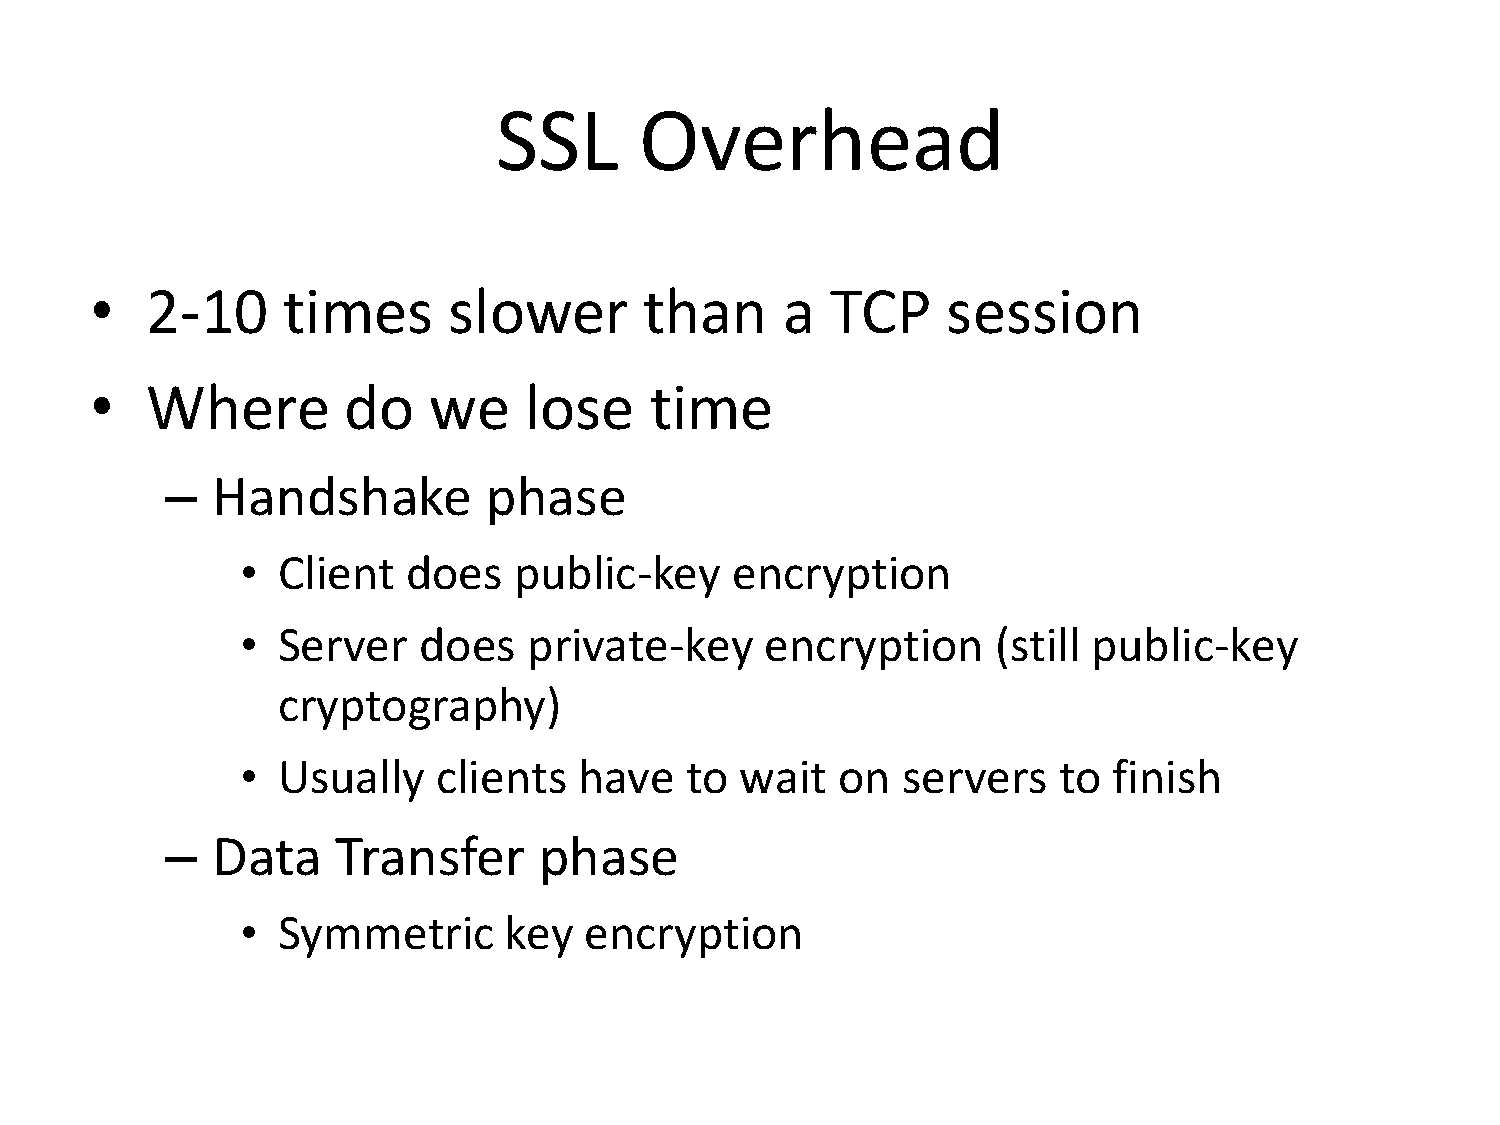 SSL Overhead
• 2-10 times slower than a TCP session
• Where do we lose time
– Handshake phase
• Client does public-key encryption
• Server does private-key encryption (still public-key
cryptography)
• Usually clients have to wait on servers to finish
– Data Transfer phase
• Symmetric key encryption